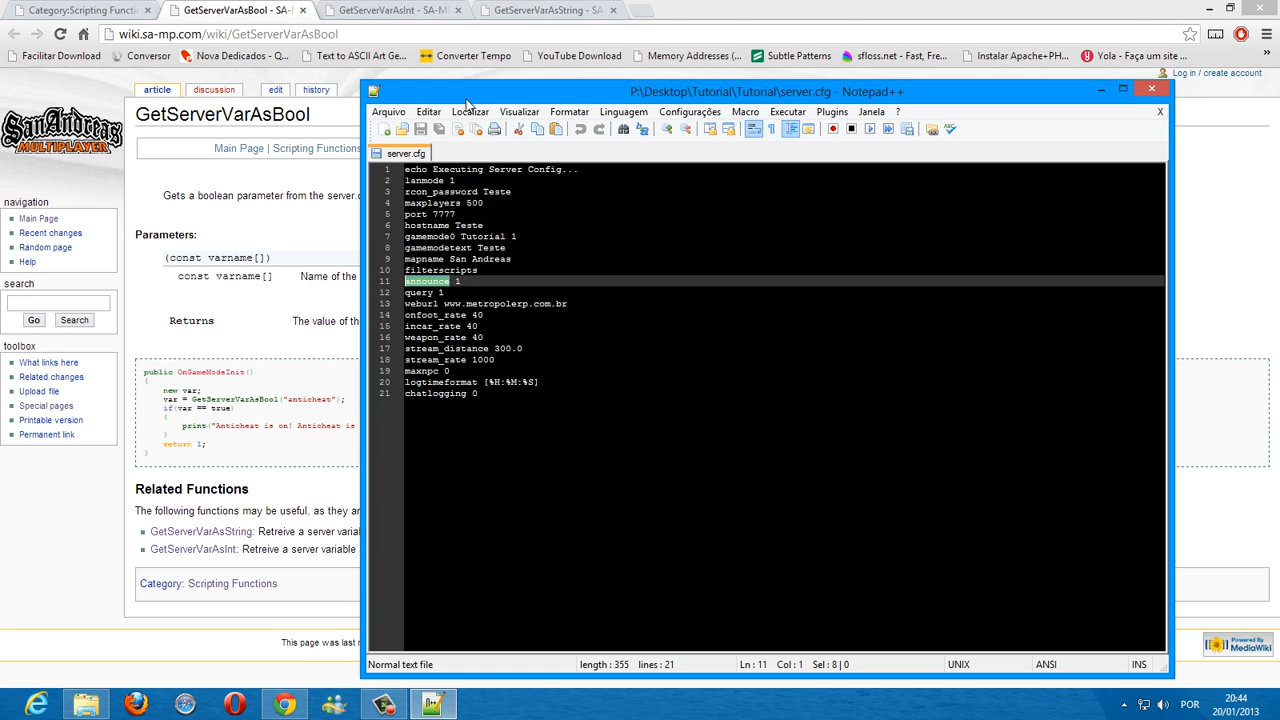 Category:Scripting Functi
GetServerVarAsBool - SA-
GetServerVarAsInt - SA-M
GetServerVarAsString - SA
wiki.sa-mp.com/wiki/GetServerVarAsBool
Facilitar Download
Conversor
Nova Dedicados - Q...
Text to ASCII Art Ge...
Converter Tempo
YouTube Download
Memory Addresses (...
Subtle Patterns
sfloss.net - Fast, Fre...
Instalar Apache+PH...
Yola - Faça um site ...
»
Log in / create account
article
discussion
edit
history
San Andreas
MULTIPLAYER
GetServerVarAsBool
Main Page | Scripting Functions
Gets a boolean parameter from the server.c
Parameters:
(const varname[])
const varname[]
Name of the
Returns
The value of th
public OnGameModeInit()
{
new var;
var = GetServerVarAsBool("anticheat");
if(var == true)
{
print("Anticheat is on! Anticheat is
}
return 1;
}
Related Functions
The following functions may be useful, as they ar
GetServerVarAsString: Retreive a server varia
GetServerVarAsInt: Retreive a server variable
Category: Scripting Functions
This page was last
navigation
Main Page
Recent changes
Random page
Help
search
Go
Search
toolbox
What links here
Related changes
Upload file
Special pages
Printable version
Permanent link
P:\Desktop\Tutorial\Tutorial\server.cfg - Notepad++
Arquivo Editar Localizar Visualizar Formatar Linguagem Configurações Macro Executar Plugins Janela ? X
server.cfg
1 echo Executing Server Config...
2 lanmode 1
3 rcon_password Teste
4 maxplayers 500
5 port 7777
6 hostname Teste
7 gamemode0 Tutorial 1
8 gamemodetext Teste
9 mapname San Andreas
10 filterscripts
11 announce 1
12 query 1
13 weburl www.metropolerp.com.br
14 onfoot_rate 40
15 incar_rate 40
16 weapon_rate 40
17 stream_distance 300.0
18 stream_rate 1000
19 maxnpc 0
20 logtimeformat [%H:%M:%S]
21 chatlogging 0
Normal text file
length : 355 lines : 21
Ln : 11 Col : 1 Sel : 8 | 0
UNIX
ANSI
INS
Powered By
MediaWiki
POR
20:44
20/01/2013